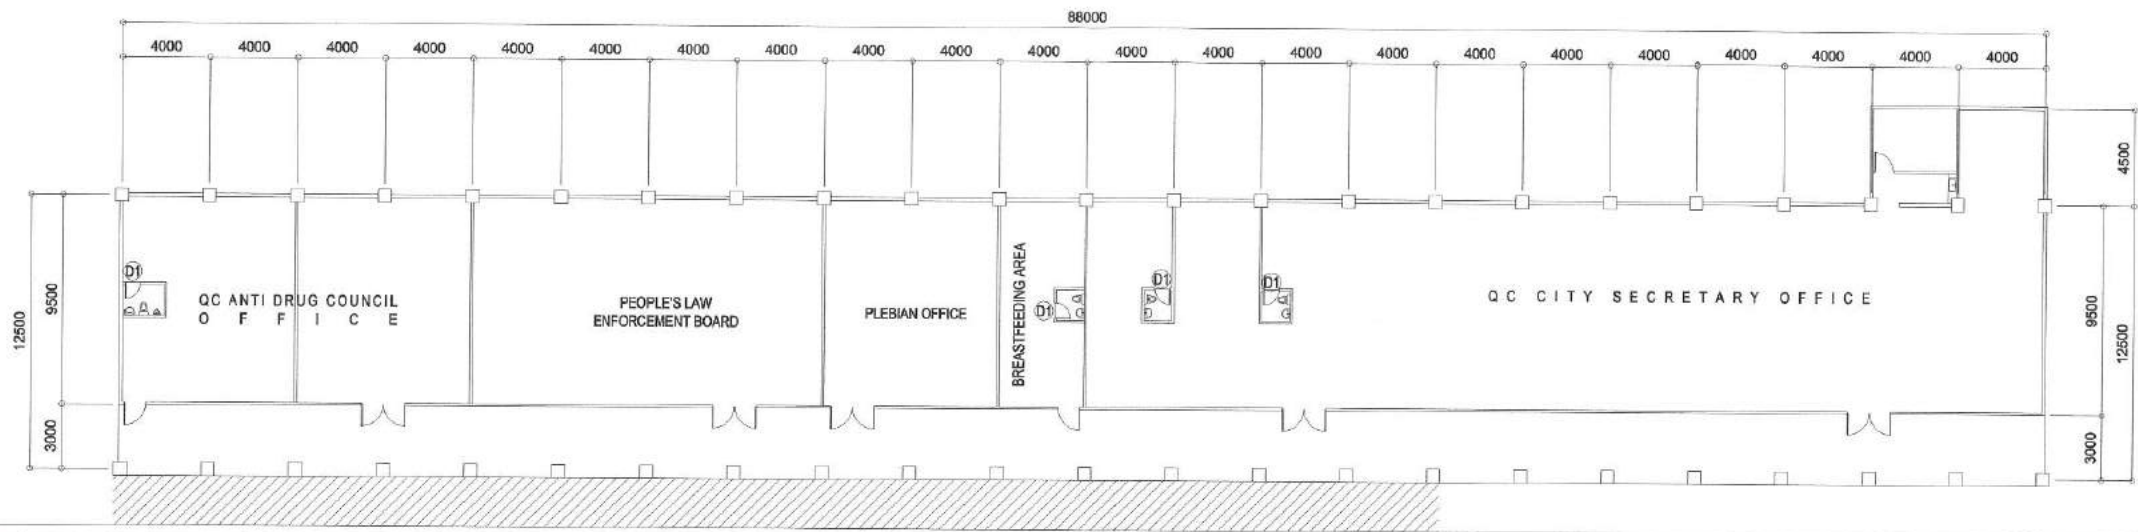 88000
4000 4000 4000 4000 4000 4000 4000 4000 4000 4000 4000 4000 4000 4000 4000 4000 4000 4000 4000 4000 4000 4000
4500
12500
9500
3000
D1
QC ANTI DRUG COUNCIL
OFFICE
PEOPLE'S LAW
ENFORCEMENT BOARD
PLEBIAN OFFICE
BREASTFEEDING AREA
D1
D1
D1
QC CITY SECRETARY OFFICE
9500
12500
3000